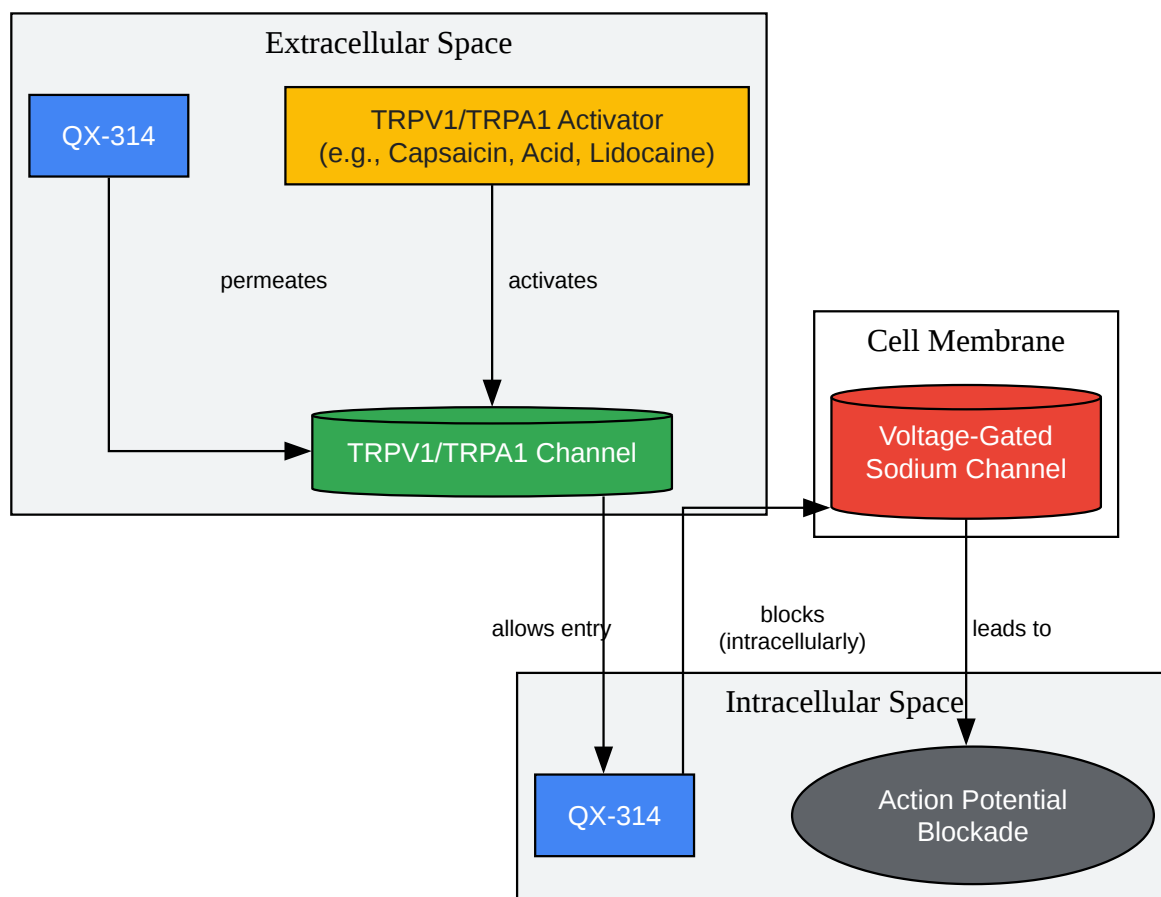 Extracellular Space
QX-314
TRPV1/TRPA1 Activator
(e.g., Capsaicin, Acid, Lidocaine)
permeates
activates
Cell Membrane
TRPV1/TRPA1 Channel
Voltage-Gated
Sodium Channel
allows entry
blocks
(intracellularly)
leads to
Intracellular Space
QX-314
Action Potential
Blockade